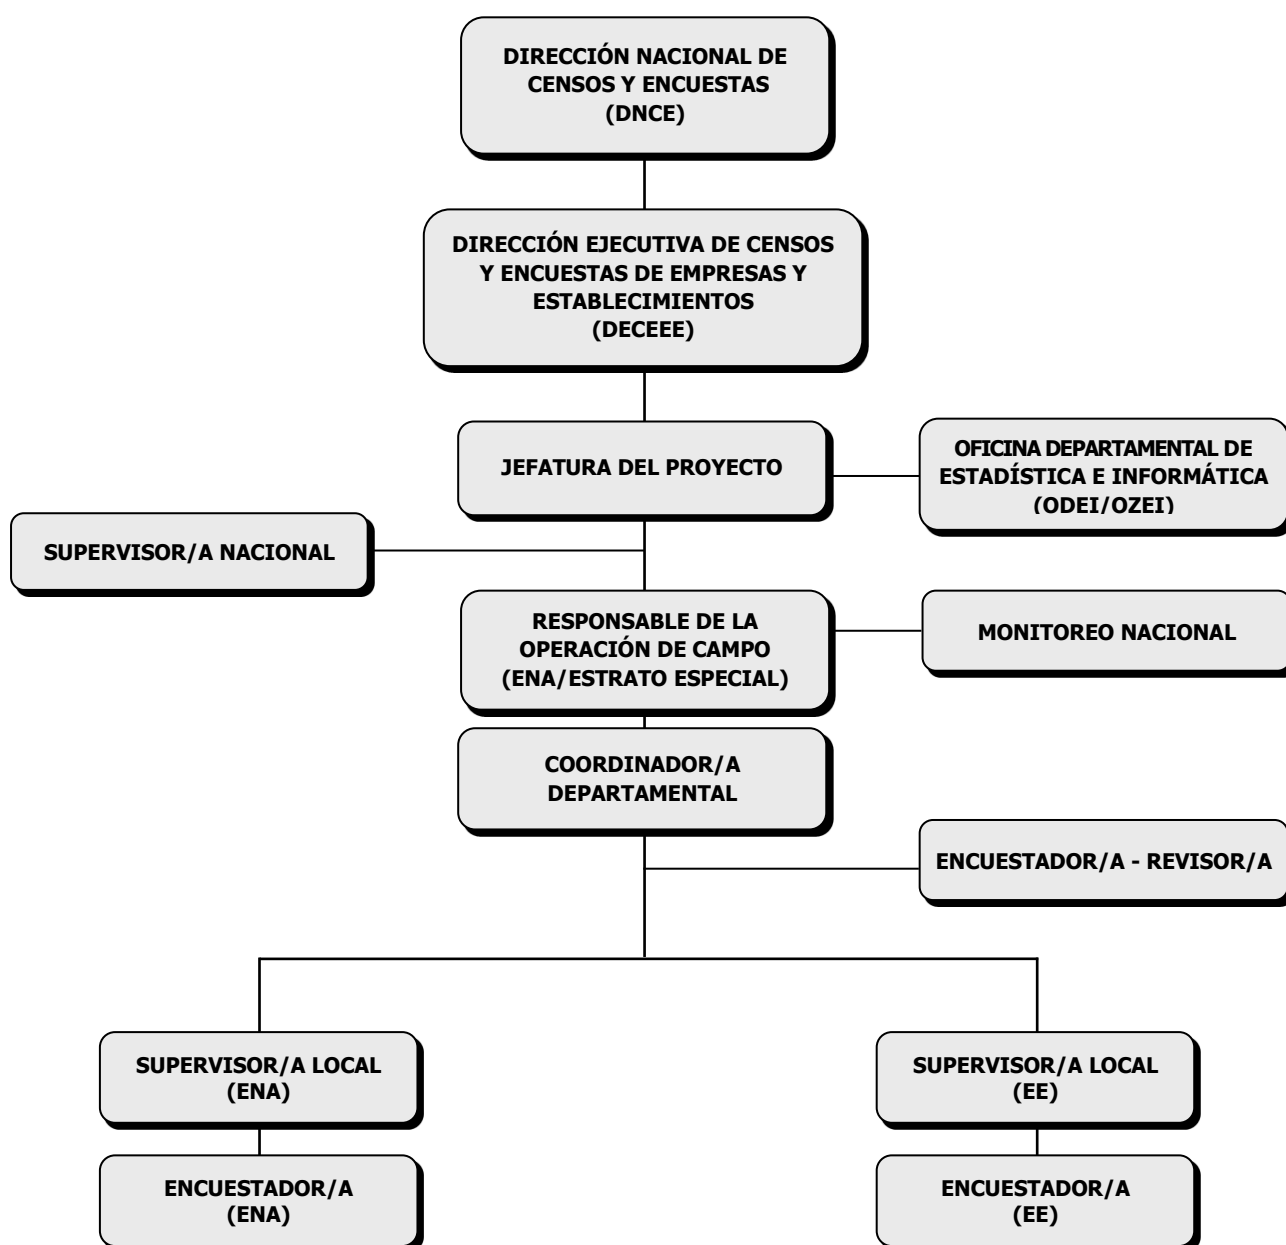 DIRECCIÓN NACIONAL DE
CENSOS Y ENCUESTAS
(DNCE)
DIRECCIÓN EJECUTIVA DE CENSOS
Y ENCUESTAS DE EMPRESAS Y
ESTABLECIMIENTOS
(DECEEE)
JEFATURA DEL PROYECTO
OFICINA DEPARTAMENTAL DE
ESTADÍSTICA E INFORMÁTICA
(ODEI/OZEI)
SUPERVISOR/A NACIONAL
RESPONSABLE DE LA
OPERACIÓN DE CAMPO
(ENA/ESTRATO ESPECIAL)
MONITOREO NACIONAL
COORDINADOR/A
DEPARTAMENTAL
ENCUESTADOR/A - REVISOR/A
SUPERVISOR/A LOCAL
(ENA)
SUPERVISOR/A LOCAL
(EE)
ENCUESTADOR/A
(ENA)
ENCUESTADOR/A
(EE)